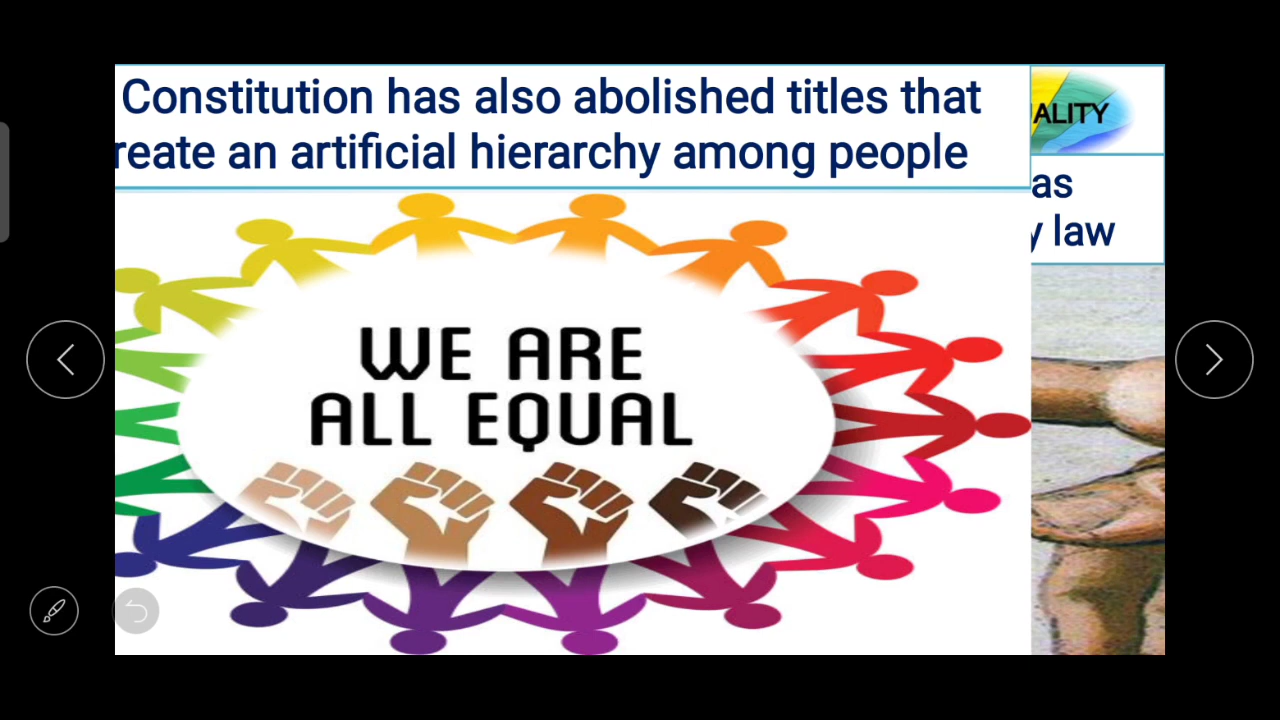 Constitution has also abolished titles that
reate an artificial hierarchy among people
ALITY
as
y law
WE ARE
ALL EQUAL